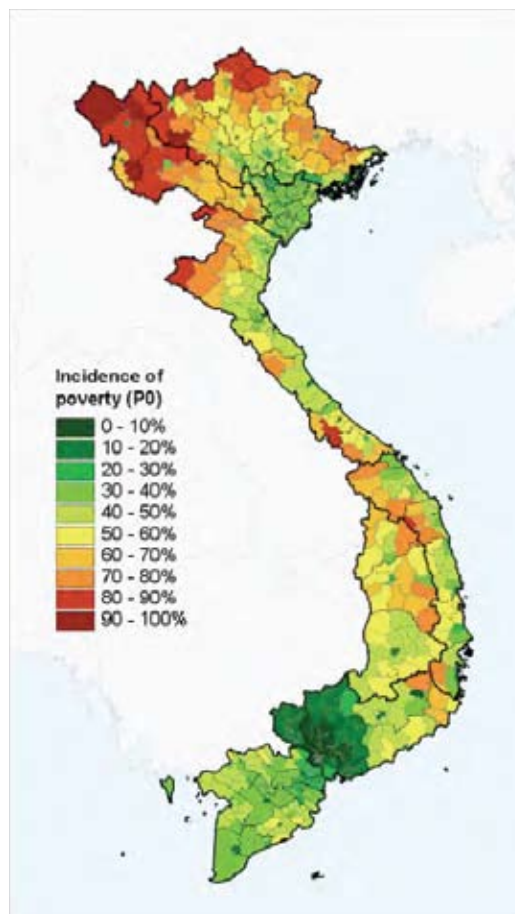 Incidence of
poverty (P0)
0 - 10%
10 - 20%
20 - 30%
30 - 40%
40 - 50%
50 - 60%
60 - 70%
70 - 80%
80 - 90%
90 - 100%